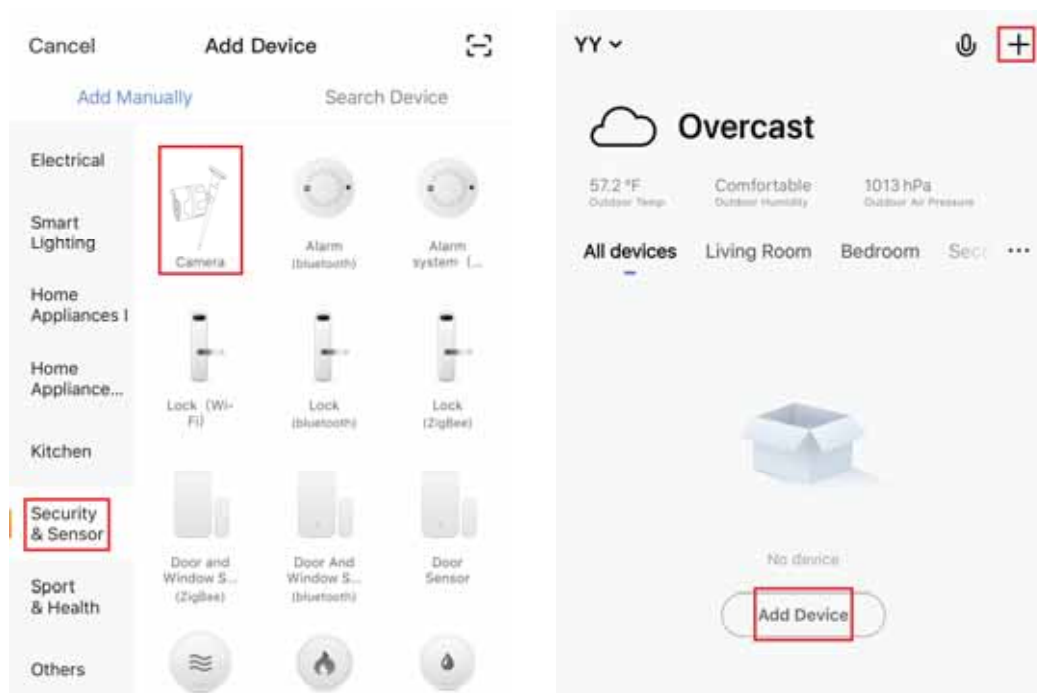 Cancel
Add Device
Add Manually
Search Device
Electrical
Smart
Lighting
Home
Appliances I
Home
Appliance...
Kitchen
Security
& Sensor
Sport
& Health
Others
Camera
Alarm
(bluetooth)
Alarm
system (...
Lock (Wi-
Fi)
Lock
(bluetooth)
Lock
(ZigBee)
Door and
Window S...
(ZigBee)
Door And
Window S...
(bluetooth)
Door
Sensor
YY
Overcast
57.2 °F
Outdoor Temp
Comfortable
Outdoor Humidity
1013 hPa
Outdoor Air Pressure
All devices
Living Room
Bedroom
Sec
...
No device
Add Device